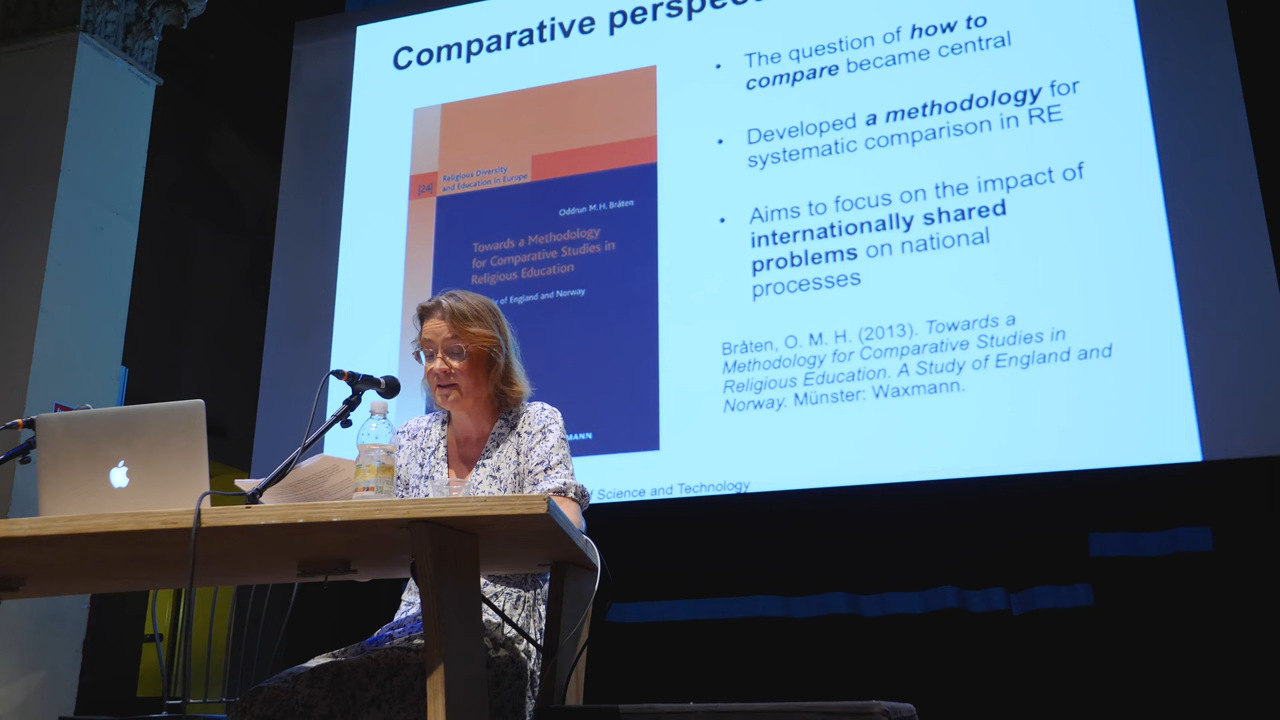 Comparative
• The question of how to
compare became central
• Developed a methodology for
systematic comparison in RE
• Aims to focus on the impact of
internationally shared
problems on national
processes
Bråten, O. M. H. (2013). Towards a
Methodology for Comparative Studies in
Religious Education. A Study of England and
Norway. Münster: Waxmann.
[24]
Religious Diversity
and Education in Europe
Oddrun M. H. Bråten
Towards a Methodology
for Comparative Studies in
Religious Education
of England and Norway
MANN
of Science and Technology